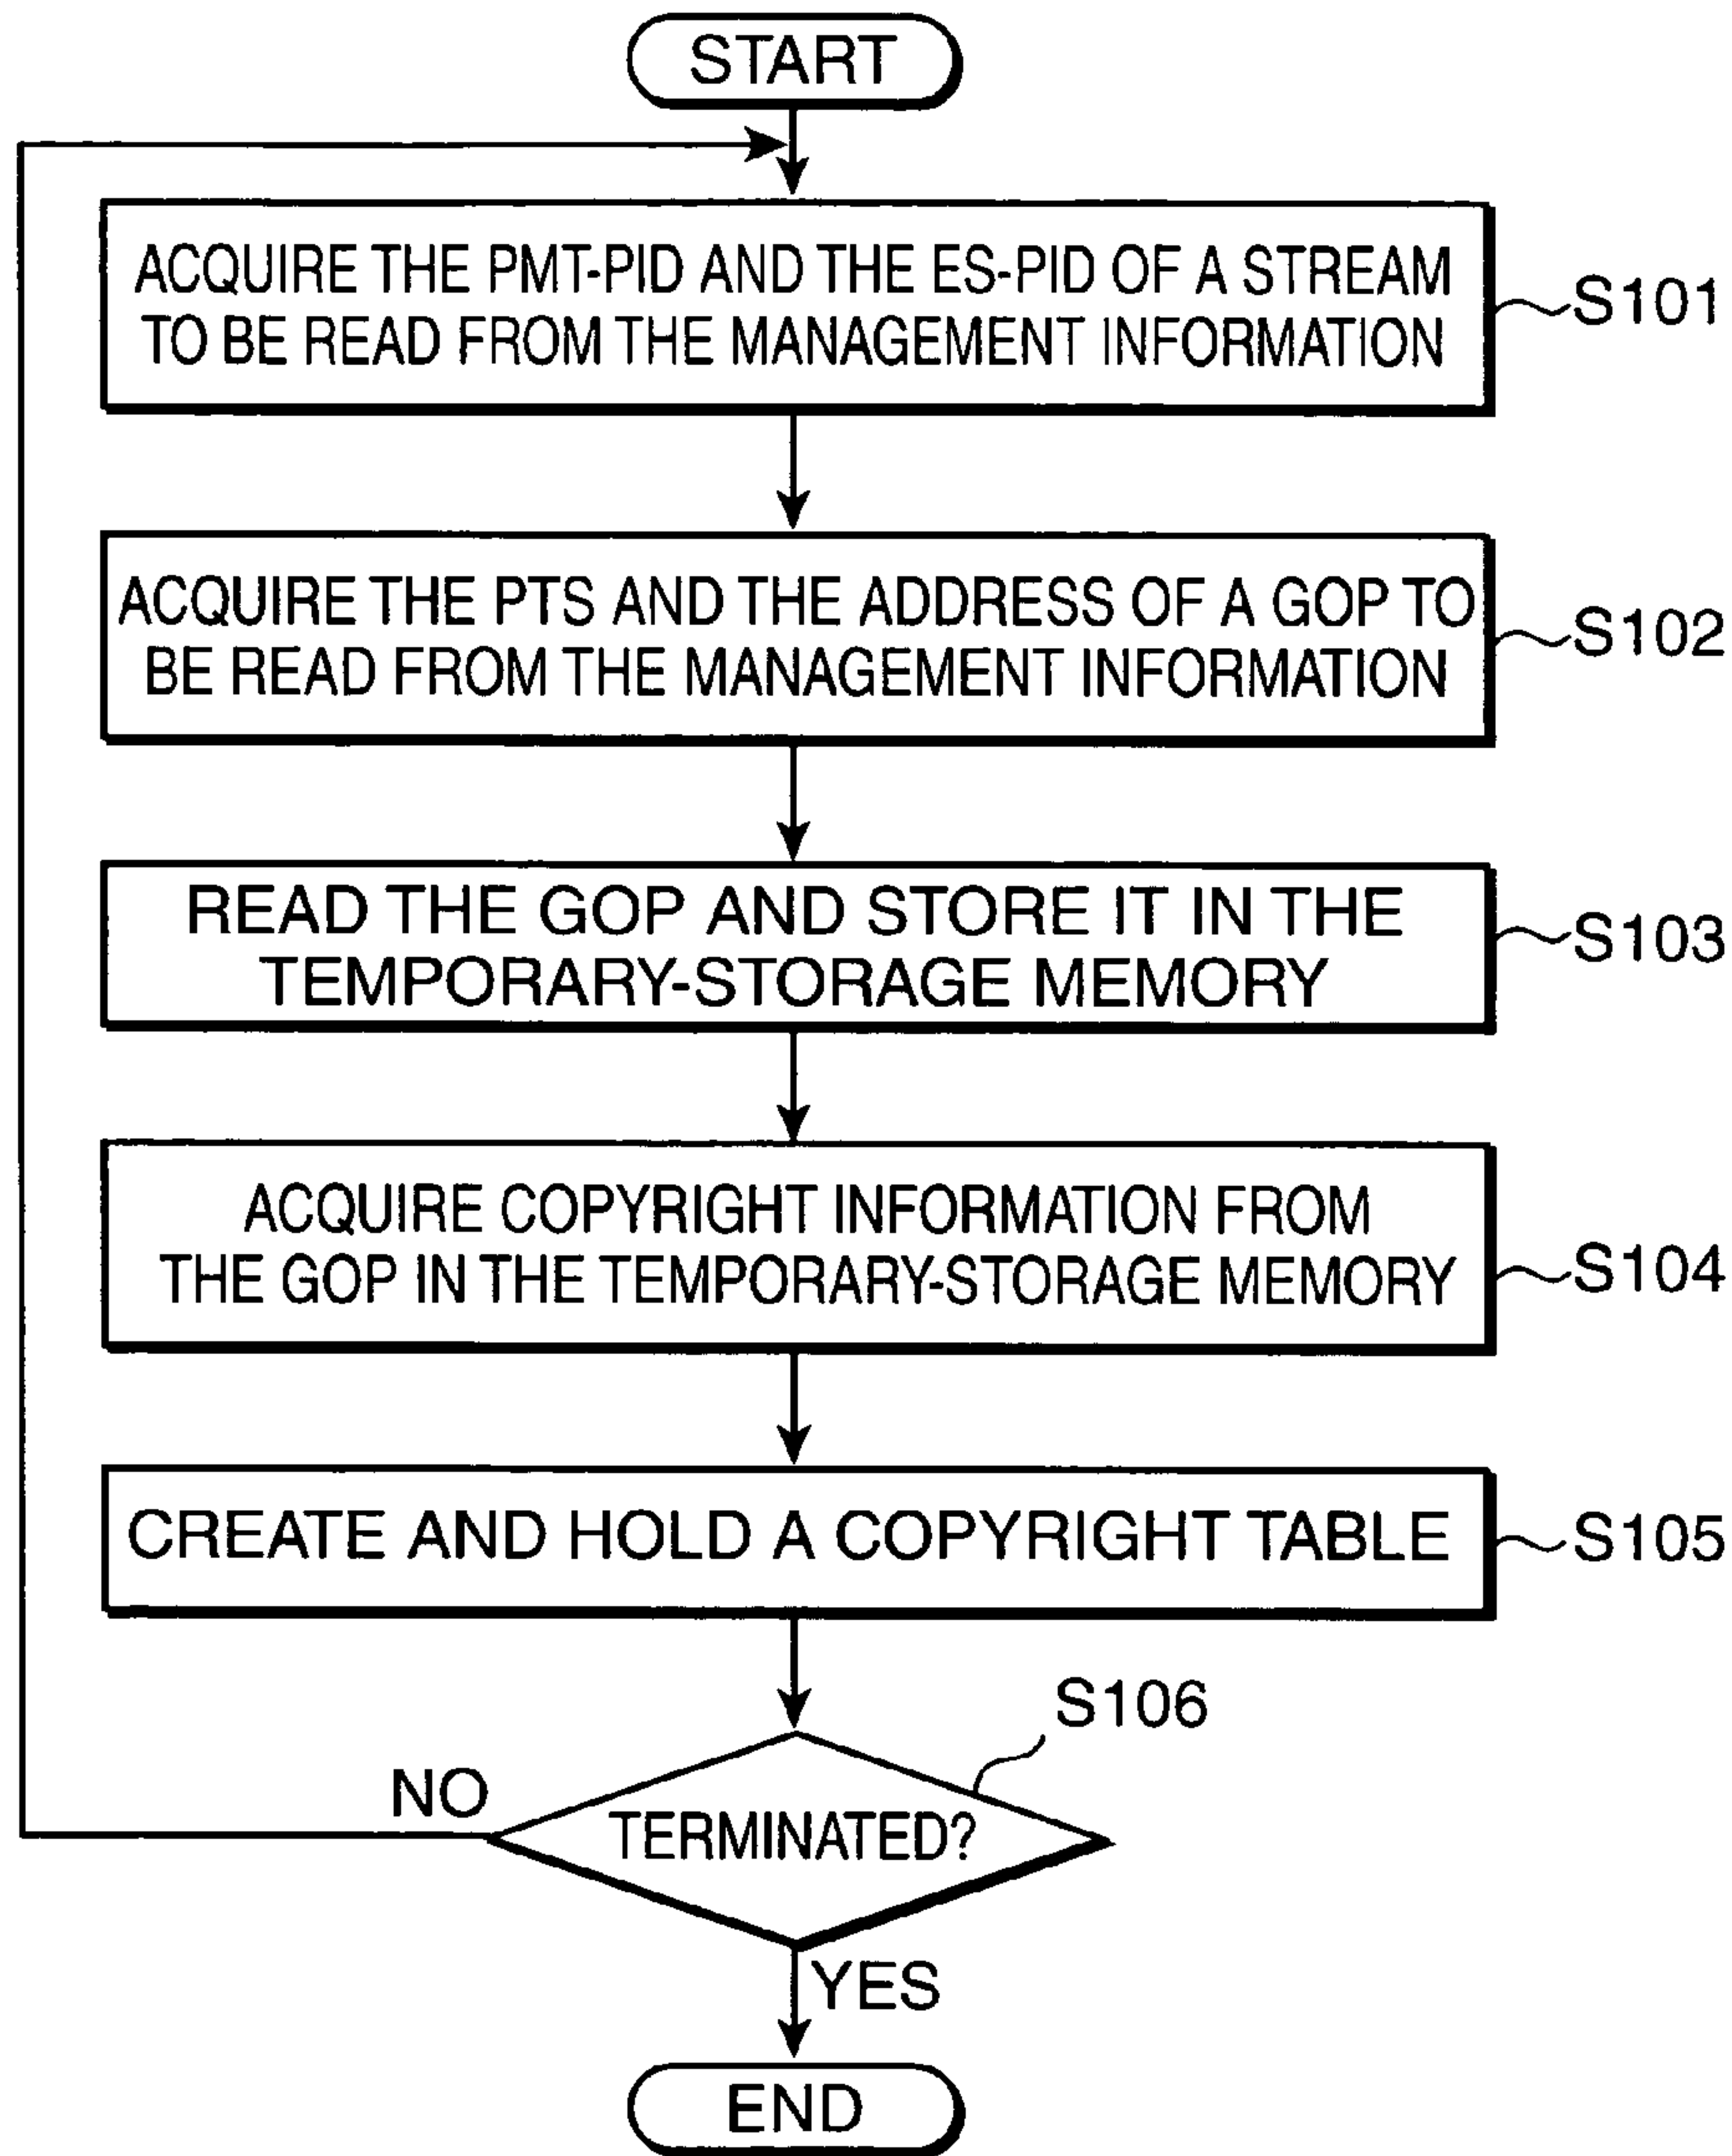 START
ACQUIRE THE PMT-PID AND THE ES-PID OF A STREAM
TO BE READ FROM THE MANAGEMENT INFORMATION
S101
ACQUIRE THE PTS AND THE ADDRESS OF A GOP TO
BE READ FROM THE MANAGEMENT INFORMATION
S102
READ THE GOP AND STORE IT IN THE
TEMPORARY-STORAGE MEMORY
S103
ACQUIRE COPYRIGHT INFORMATION FROM
THE GOP IN THE TEMPORARY-STORAGE MEMORY
S104
CREATE AND HOLD A COPYRIGHT TABLE
S105
S106
NO
TERMINATED?
YES
END